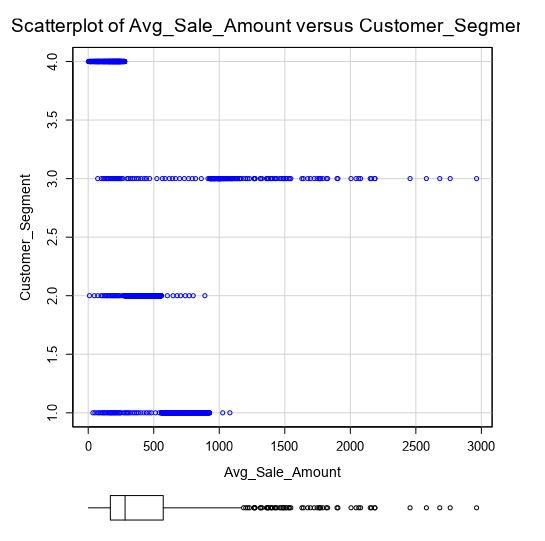 Scatterplot of Avg_Sale_Amount versus Customer_Segmen
4.0
3.5
3.0
2.5
2.0
1.5
1.0
Customer_Segment
0 500 1000 1500 2000 2500 3000
Avg_Sale_Amount